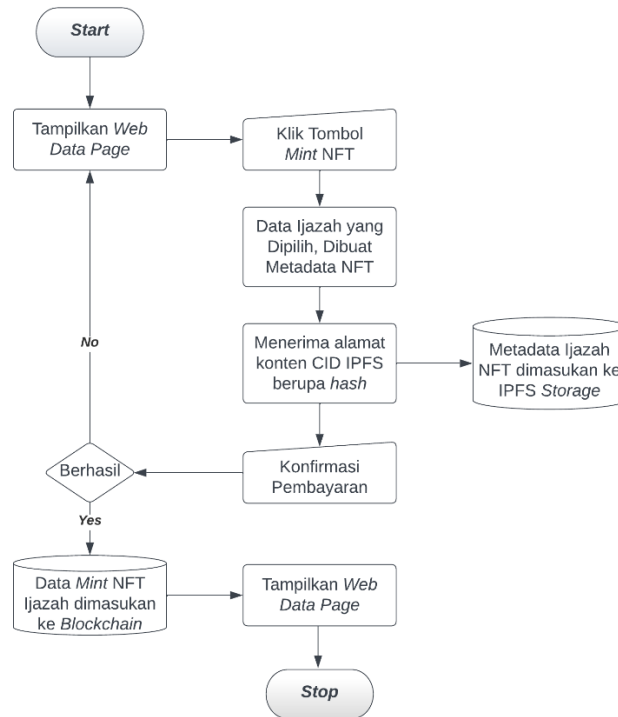 Start
Tampilkan Web
Data Page
Klik Tombol
Mint NFT
Data Ijazah yang
Dipilih, Dibuat
Metadata NFT
Menerima alamat
konten CID IPFS
berupa hash
Metadata Ijazah
NFT dimasukan ke
IPFS Storage
No
Konfirmasi
Pembayaran
Berhasil
Yes
Data Mint NFT
Ijazah dimasukan
ke Blockchain
Tampilkan Web
Data Page
Stop